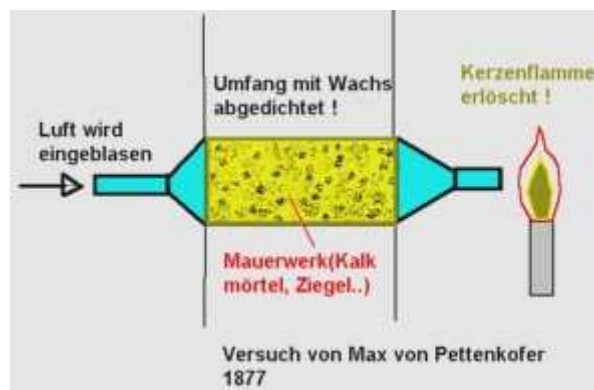 Umfang mit Wachs
abgedichtet !
Kerzenflamme
erlöscht !
Luft wird
eingeblasen
Mauerwerk(Kalk
mörtel, Ziegel..)
Versuch von Max von Pettenkofer
1877